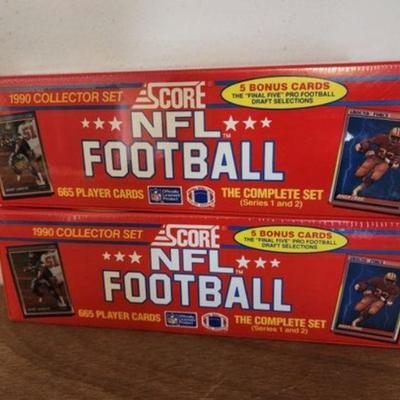 1990 COLLECTOR SET
SCORE
5 BONUS CARDS
THE "FINAL FIVE" PRO FOOTBALL
DRAFT SELECTIONS
NFL
FOOTBALL
665 PLAYER CARDS
THE COMPLETE SET
(Series 1 and 2)
1990 COLLECTOR SET
SCORE
5 BONUS CARDS
THE "FINAL FIVE" PRO FOOTBALL
DRAFT SELECTIONS
NFL
FOOTBALL
665 PLAYER CARDS
THE COMPLETE SET
(Series 1 and 2)